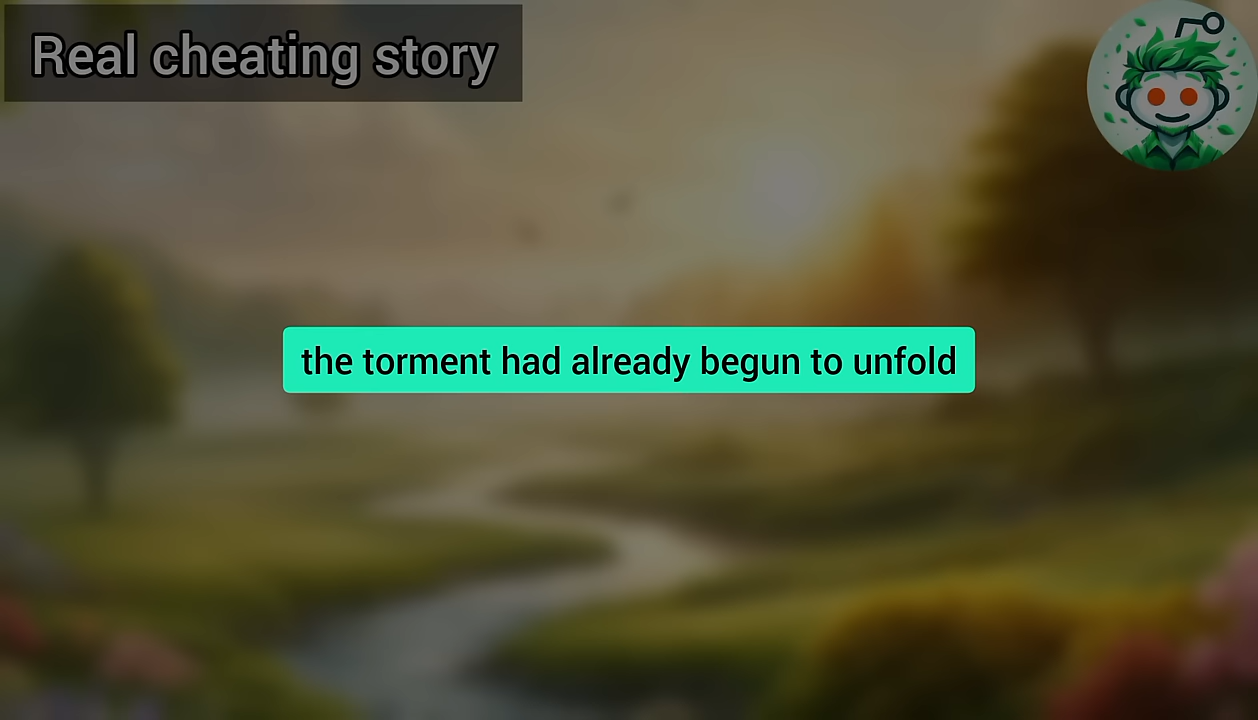 Real cheating story
the torment had already begun to unfold